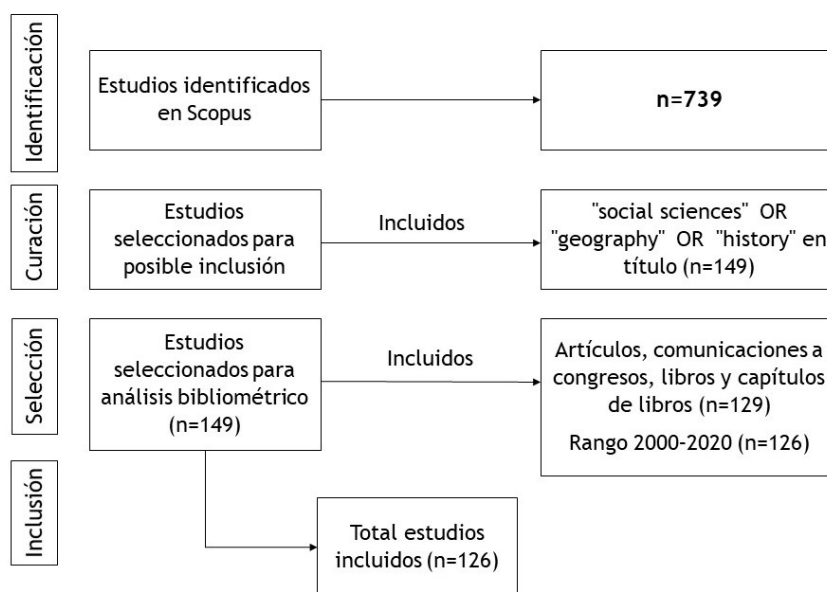 Identificación
Estudios identificados
en Scopus
n=739
Curación
Estudios
seleccionados para
posible inclusión
Incluidos
"social sciences" OR
"geography" OR "history" en
título (n=149)
Selección
Estudios
seleccionados para
análisis bibliométrico
(n=149)
Incluidos
Artículos, comunicaciones a
congresos, libros y capítulos
de libros (n=129)
Rango 2000-2020 (n=126)
Inclusión
Total estudios
incluidos (n=126)